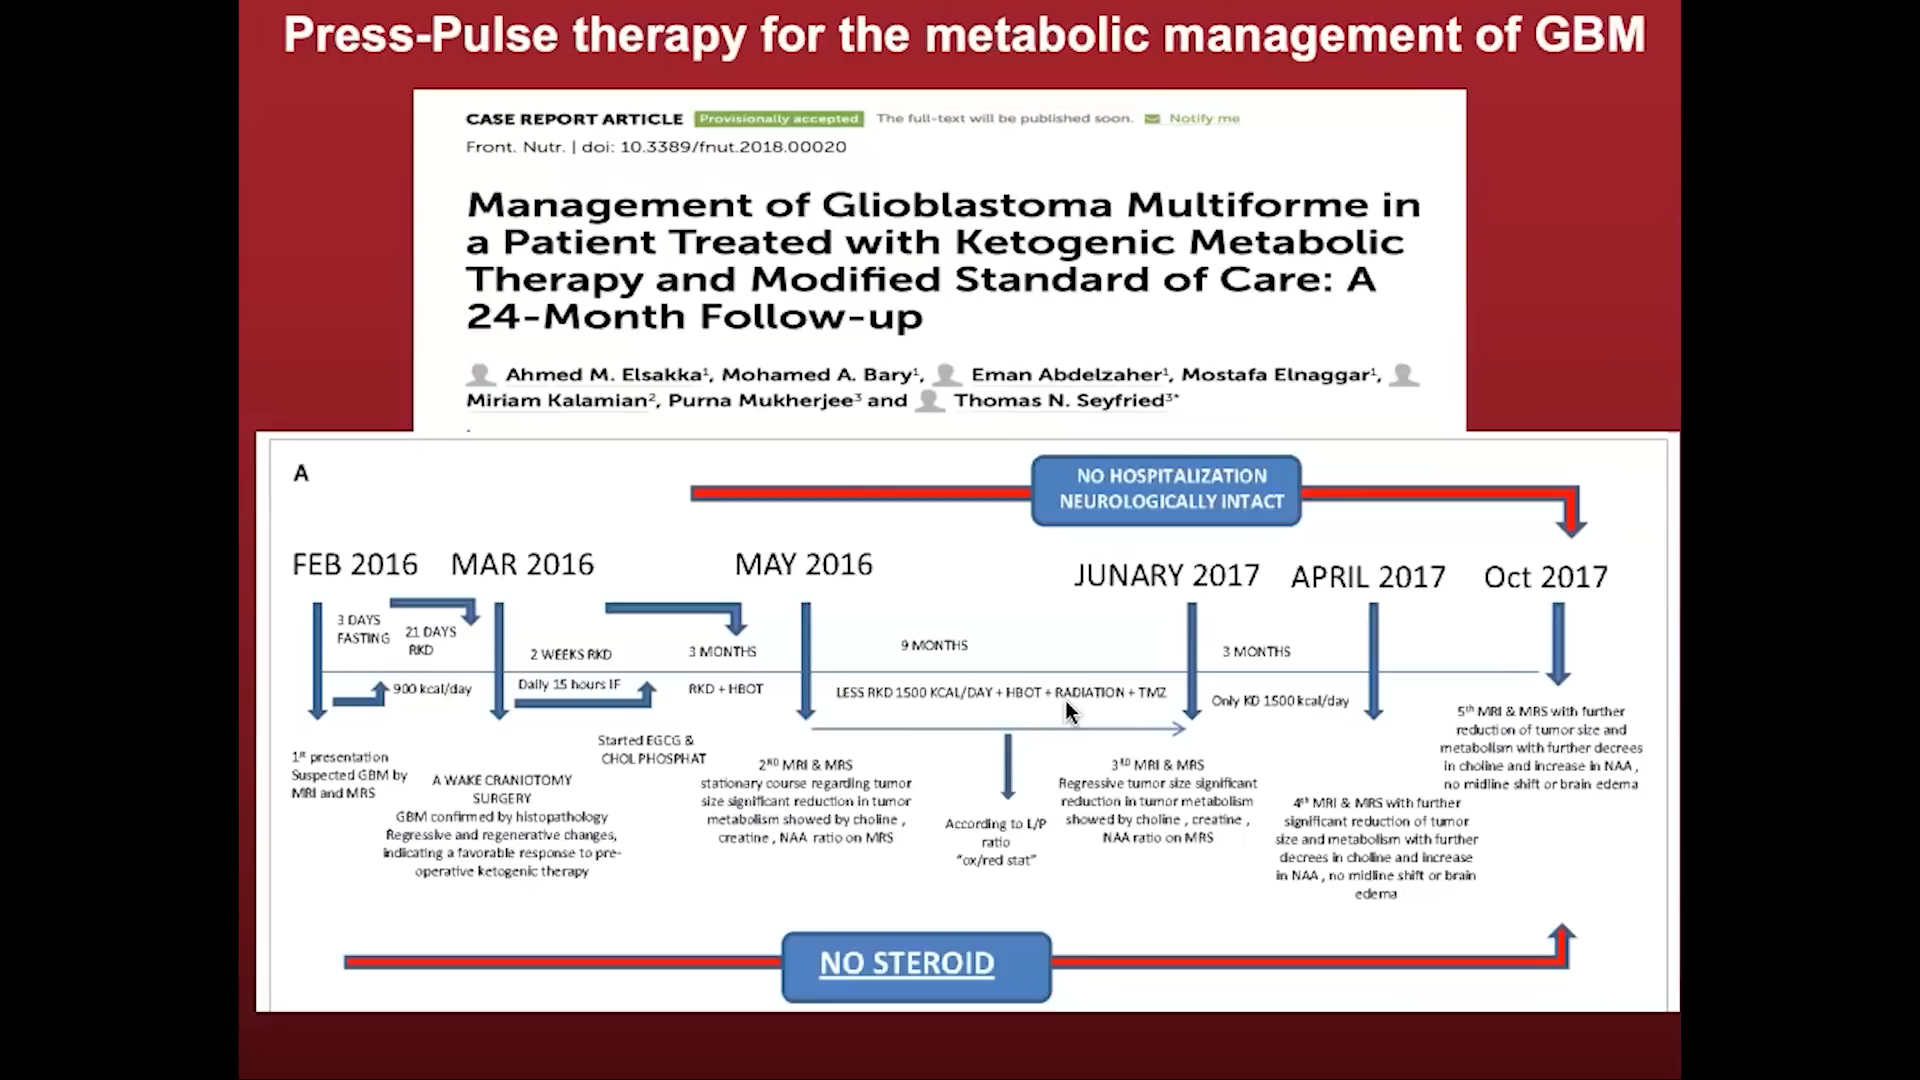 Press-Pulse therapy for the metabolic management of GBM
CASE REPORT ARTICLE Provisionally accepted The full-text will be published soon. Notify me
Front. Nutr. | doi: 10.3389/fnut.2018.00020
Management of Glioblastoma Multiforme in
a Patient Treated with Ketogenic Metabolic
Therapy and Modified Standard of Care: A
24-Month Follow-up
Ahmed M. Elsakka¹, Mohamed A. Bary¹, Eman Abdelzaher¹, Mostafa Elnaggar¹,
Miriam Kalamian², Purna Mukherjee³ and Thomas N. Seyfried³*
A
NO HOSPITALIZATION
NEUROLOGICALLY INTACT
FEB 2016
MAR 2016
MAY 2016
JUNARY 2017
APRIL 2017
Oct 2017
3 DAYS
FASTING
21 DAYS
RKD
900 kcal/day
2 WEEKS RKD
Daily 15 hours IF
3 MONTHS
RKD + HBOT
9 MONTHS
LESS RKD 1500 KCAL/DAY + HBOT + RADIATION + TMZ
3 MONTHS
Only KD 1500 kcal/day
1ˢᵗ presentation
Suspected GBM by
MRI and MRS
A WAKE CRANIOTOMY
SURGERY
GBM confirmed by histopathology
Regressive and regenerative changes,
indicating a favorable response to pre-
operative ketogenic therapy
Started EGCG &
CHOL PHOSPHAT
2ᴺᴰ MRI & MRS
stationary course regarding tumor
size significant reduction in tumor
metabolism showed by choline ,
creatine , NAA ratio on MRS
According to L/P
ratio
"ox/red stat"
3ᴿᴰ MRI & MRS
Regressive tumor size significant
reduction in tumor metabolism
showed by choline , creatine ,
NAA ratio on MRS
4ᵗʰ MRI & MRS with further
significant reduction of tumor
size and metabolism with further
decrees in choline and increase
in NAA , no midline shift or brain
edema
5ᵗʰ MRI & MRS with further
reduction of tumor size and
metabolism with further decrees
in choline and increase in NAA ,
no midline shift or brain edema
NO STEROID